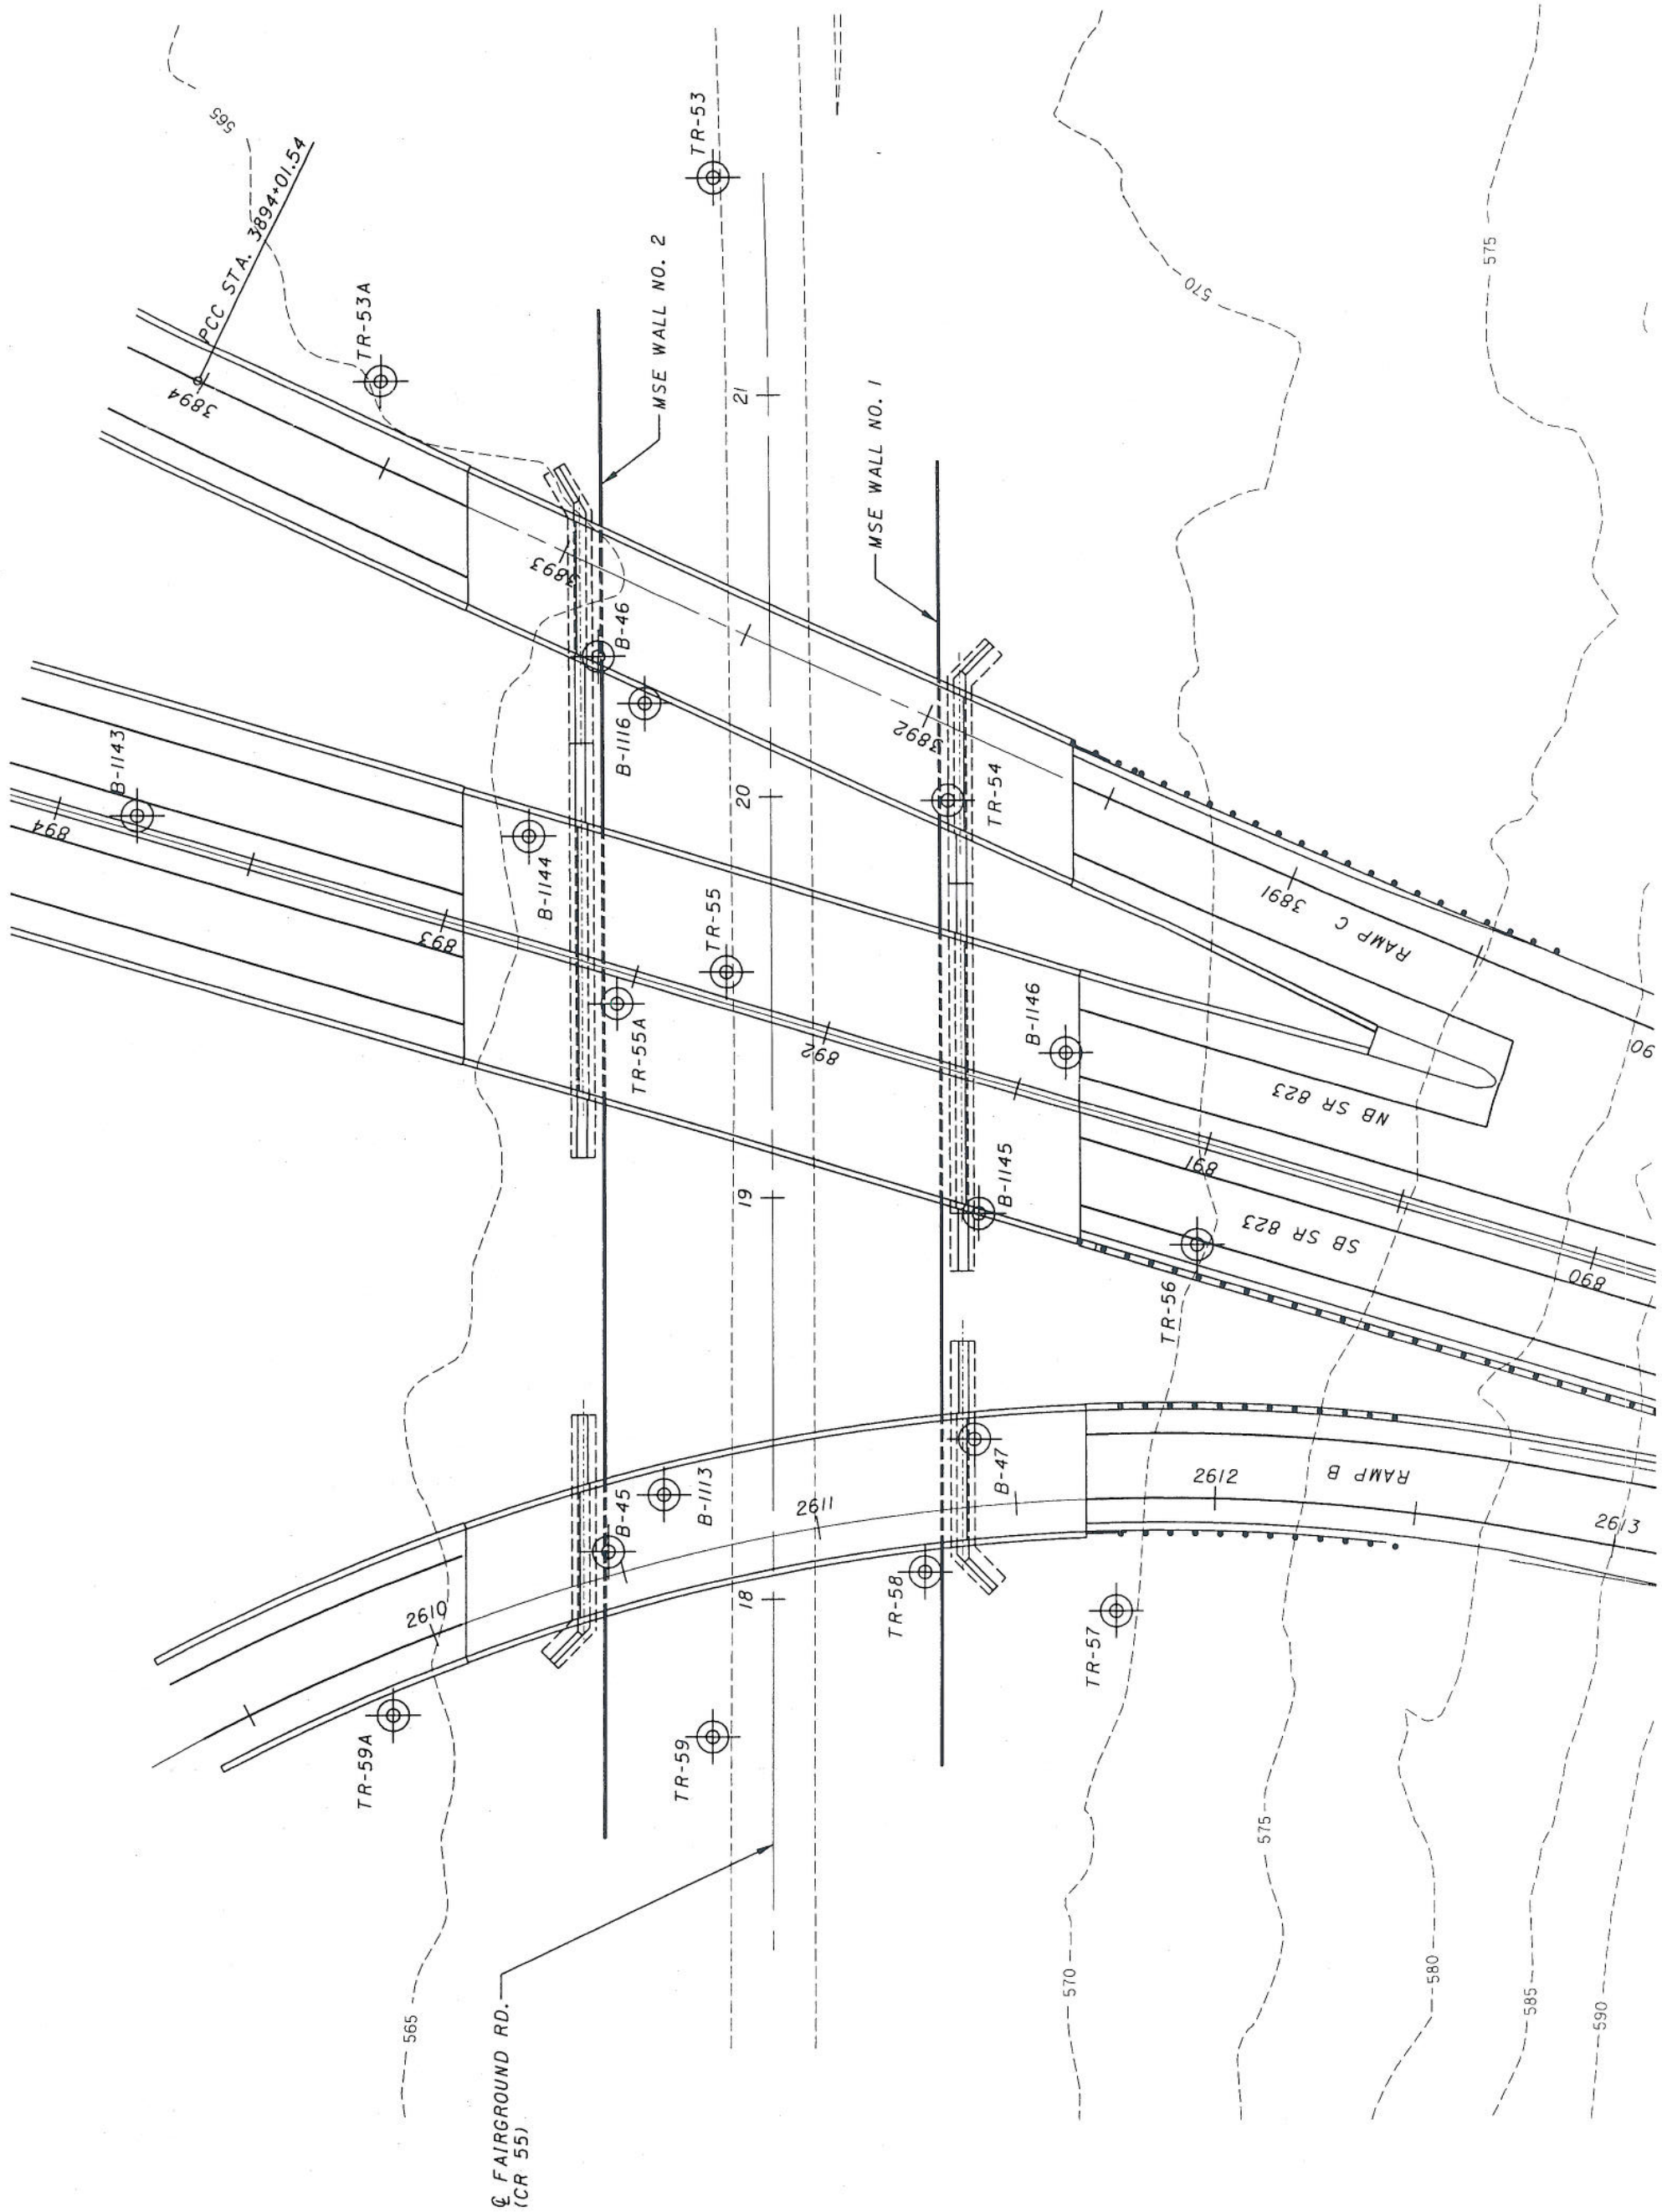 565
PCC STA. 3894+01.54
TR-53
TR-53A
3894
MSE WALL NO. 2
570
575
21
MSE WALL NO. 1
3893
B-46
B-1116
B-1143
894
20
3892
TR-54
B-1144
893
TR-55
3891
RAMP C
TR-55A
892
B-1146
NB SR 823
90
19
B-1145
891
SB SR 823
890
TR-56
B-45
B-1113
2611
B-47
2612
RAMP B
2613
2610
18
TR-58
TR-57
TR-59A
TR-59
575
565
570
580
585
590
℄ FAIRGROUND RD.
(CR 55)